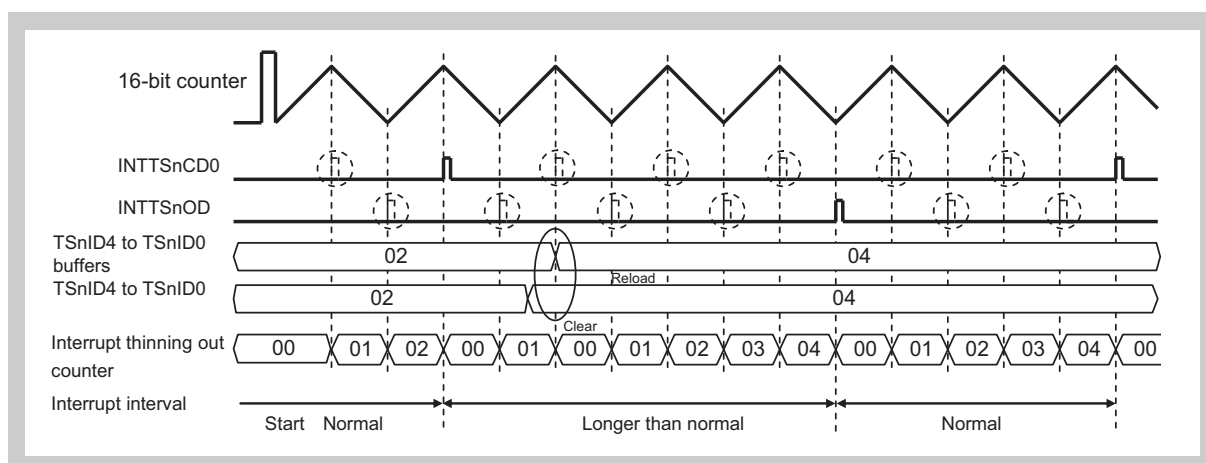 16-bit counter
INTTSnCD0
INTTSnOD
TSnID4 to TSnID0
buffers
02
04
Reload
TSnID4 to TSnID0
02
04
Clear
Interrupt thinning out
counter
00 01 02 00 01 00 01 02 03 04 00 01 02 03 04 00
Interrupt interval
Start Normal Longer than normal Normal